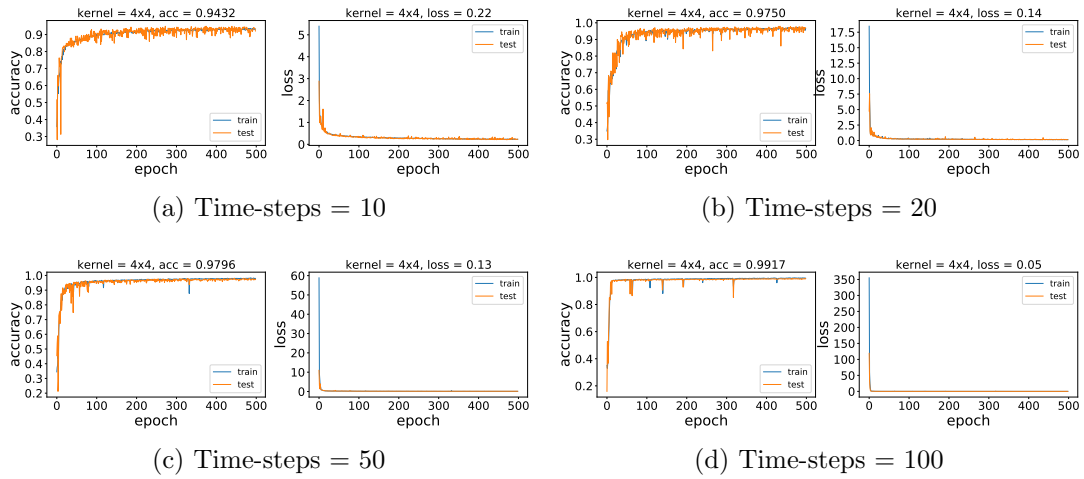 kernel = 4x4, acc = 0.9432
accuracy
0.9
0.8
0.7
0.6
0.5
0.4
0.3
0 100 200 300 400 500
epoch
train
test
kernel = 4x4, loss = 0.22
loss
5
4
3
2
1
0
0 100 200 300 400 500
epoch
train
test
(a) Time-steps = 10
kernel = 4x4, acc = 0.9750
accuracy
1.0
0.9
0.8
0.7
0.6
0.5
0.4
0.3
0 100 200 300 400 500
epoch
train
test
kernel = 4x4, loss = 0.14
loss
17.5
15.0
12.5
10.0
7.5
5.0
2.5
0.0
0 100 200 300 400 500
epoch
train
test
(b) Time-steps = 20
kernel = 4x4, acc = 0.9796
accuracy
1.0
0.9
0.8
0.7
0.6
0.5
0.4
0.3
0.2
0 100 200 300 400 500
epoch
train
test
kernel = 4x4, loss = 0.13
loss
60
50
40
30
20
10
0
0 100 200 300 400 500
epoch
train
test
(c) Time-steps = 50
kernel = 4x4, acc = 0.9917
accuracy
1.0
0.8
0.6
0.4
0.2
0 100 200 300 400 500
epoch
train
test
kernel = 4x4, loss = 0.05
loss
350
300
250
200
150
100
50
0
0 100 200 300 400 500
epoch
train
test
(d) Time-steps = 100